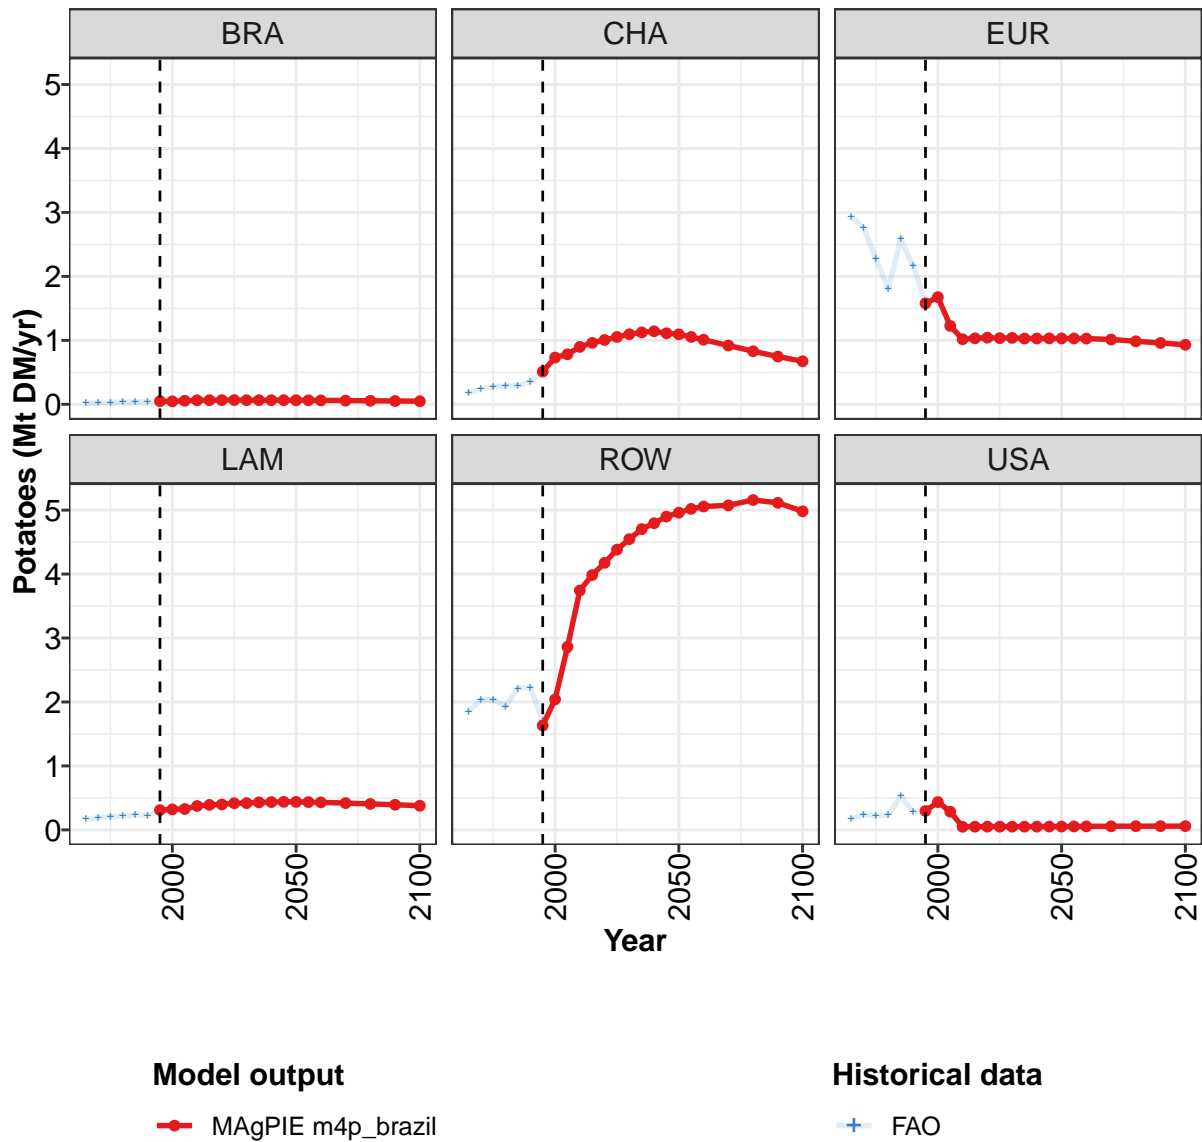 BRA CHA EUR
5
4
3
2
1
0
LAM ROW USA
5
4
3
2
1
0
Potatoes (Mt DM/yr)
2000 2050 2100 2000 2050 2100 2000 2050 2100
Year
Model output Historical data
MAgPIE m4p_brazil FAO